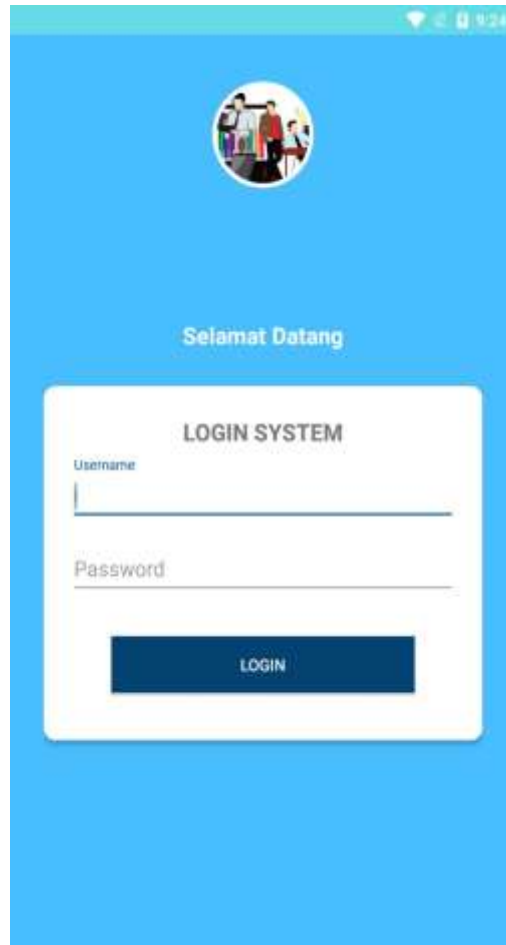 9:24
Selamat Datang
LOGIN SYSTEM
Username
Password
LOGIN